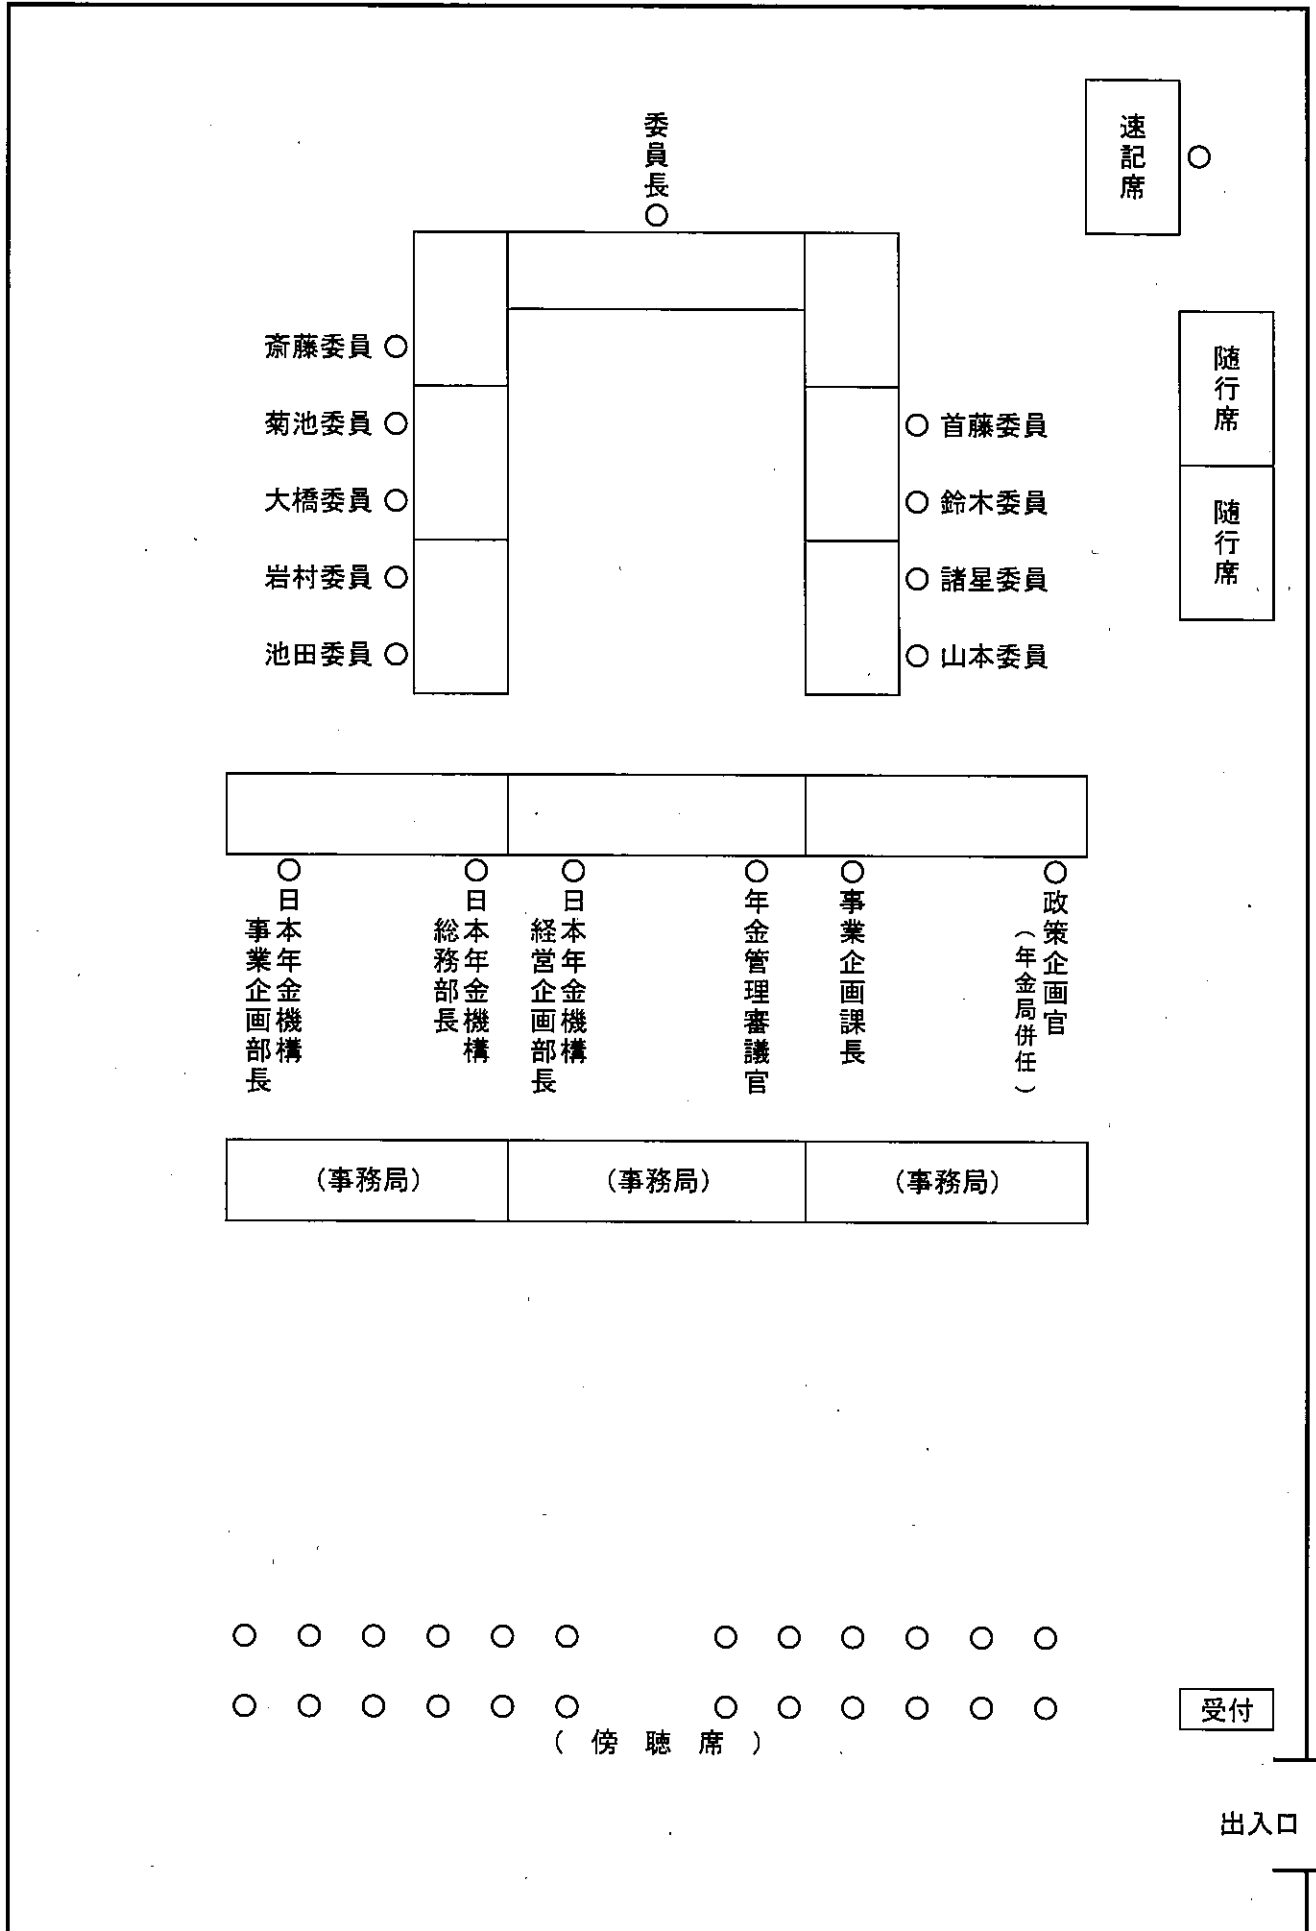 委員長
速記席
斎藤委員
菊池委員
大橋委員
岩村委員
池田委員
首藤委員
鈴木委員
諸星委員
山本委員
随行席
随行席
政策企画官
（年金局併任）
事業企画課長
年金管理審議官
日本年金機構
経営企画部長
日本年金機構
総務部長
日本年金機構
事業企画部長
（事務局）
（事務局）
（事務局）
（傍聴席）
受付
出入口